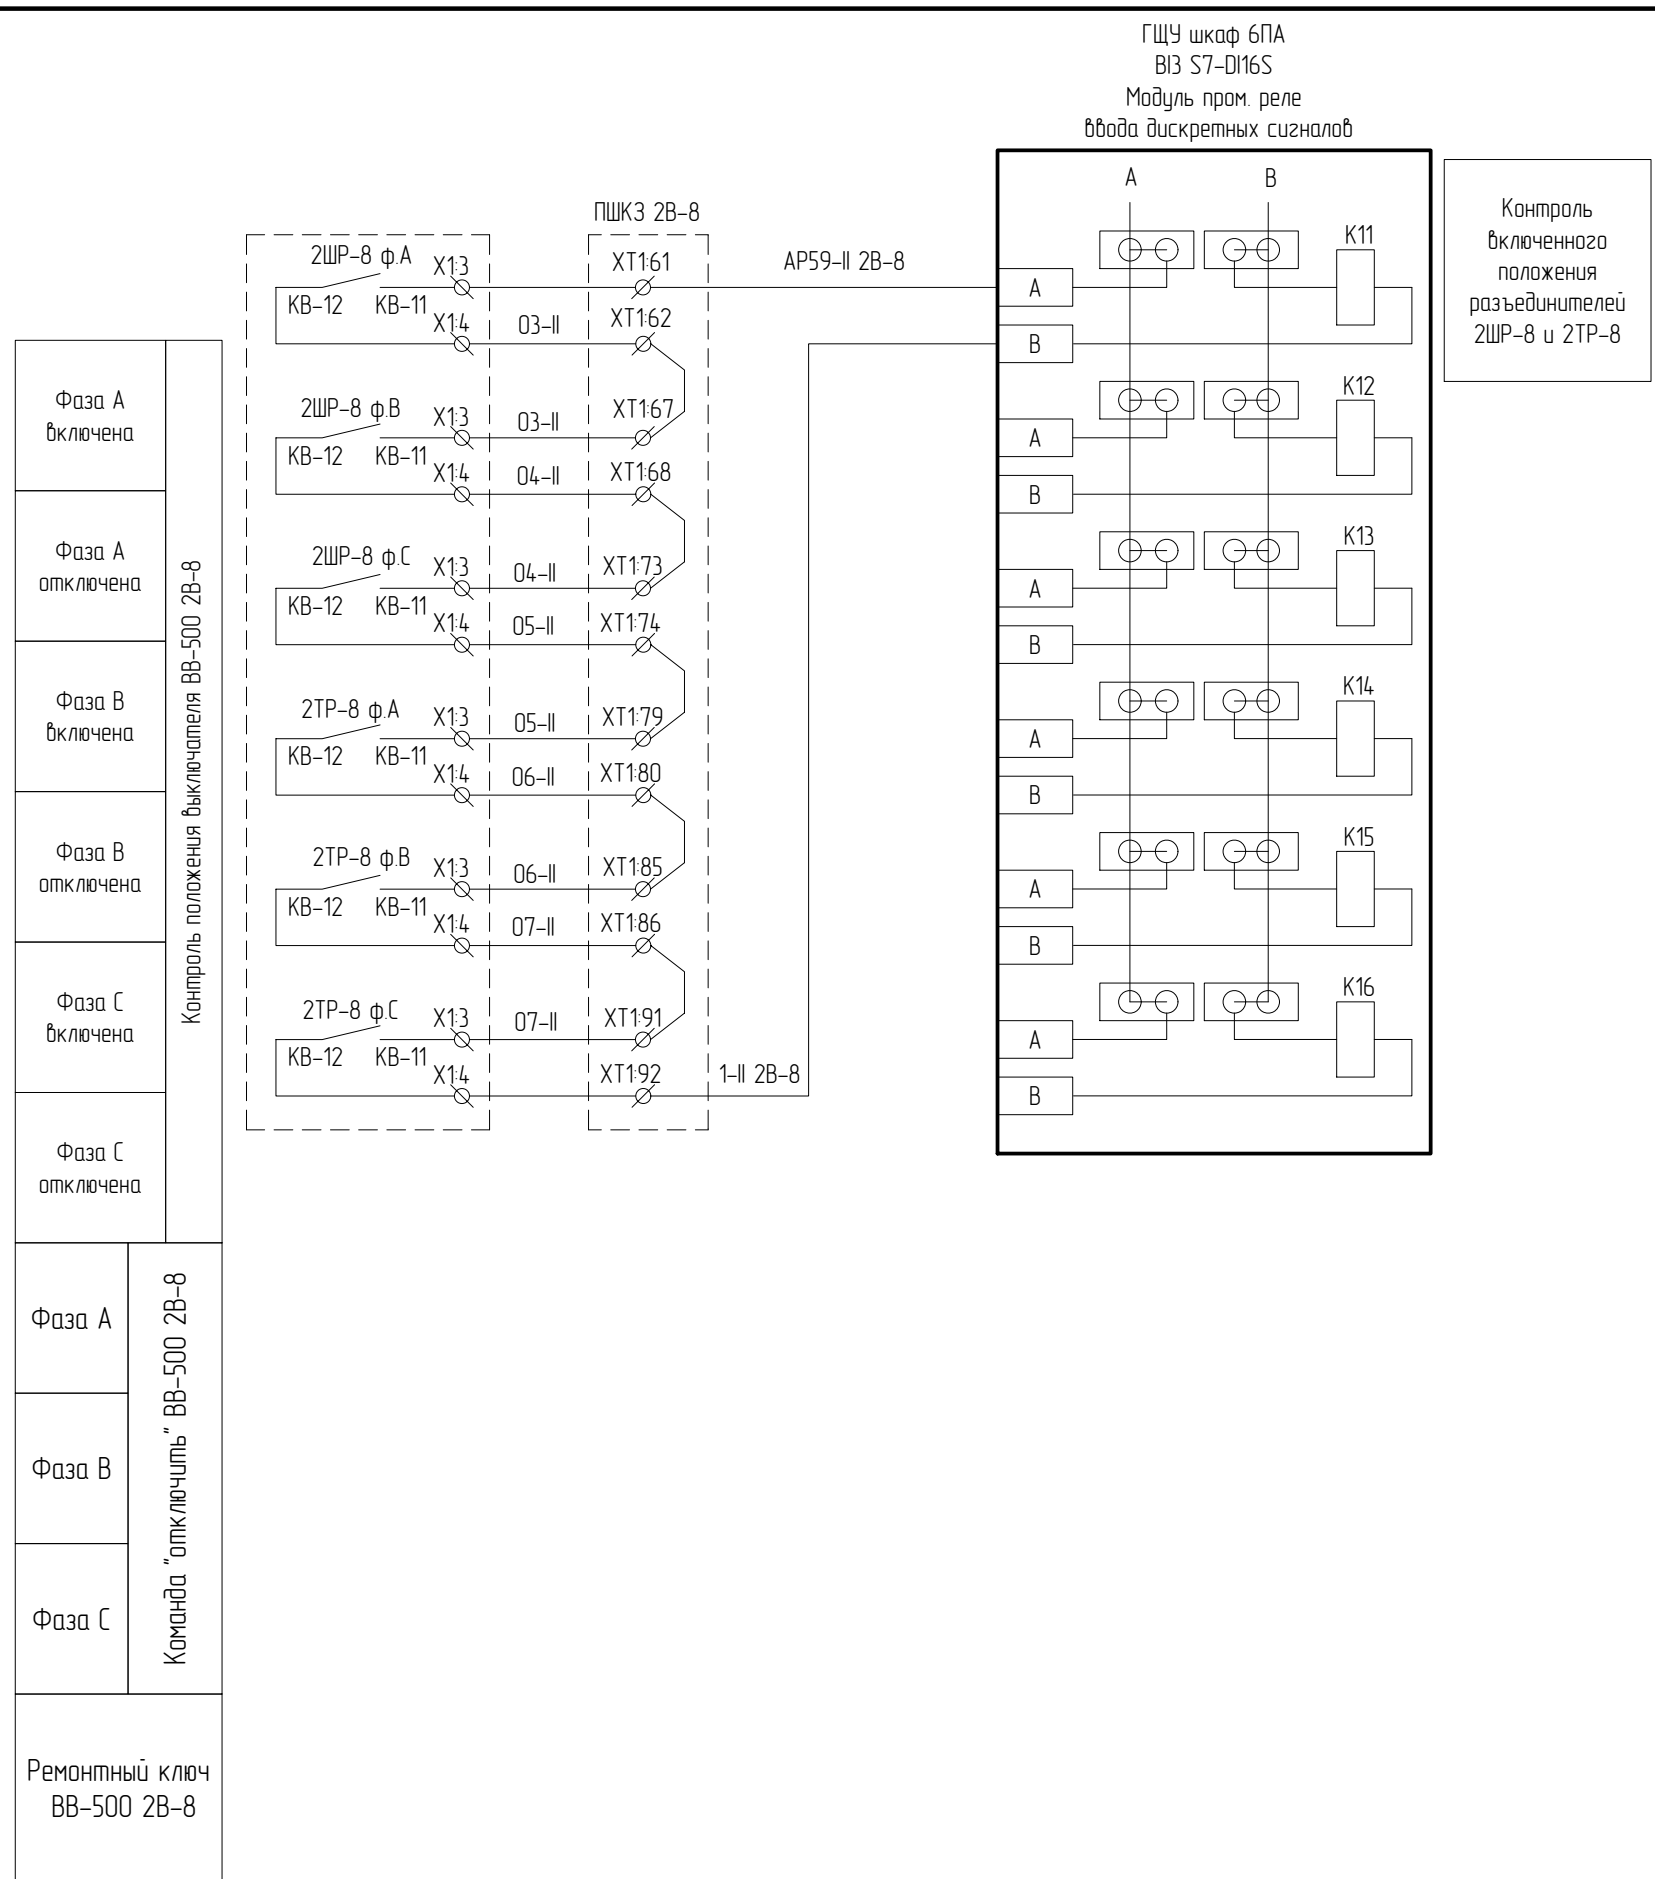 ГЩУ шкаф 6ПА
BI3 S7-DI16S
Модуль пром. реле
ввода дискретных сигналов
A
B
Контроль
включенного
положения
разъединителей
2ШР-8 и 2ТР-8
ПШК3 2В-8
2ШР-8 ф.А
X1:3
XT1:61
АР59-II 2В-8
КВ-12
КВ-11
X1:4
03-II
XT1:62
A
B
K11
2ШР-8 ф.В
X1:3
03-II
XT1:67
КВ-12
КВ-11
X1:4
04-II
XT1:68
A
B
K12
2ШР-8 ф.С
X1:3
04-II
XT1:73
КВ-12
КВ-11
X1:4
05-II
XT1:74
A
B
K13
2ТР-8 ф.А
X1:3
05-II
XT1:79
КВ-12
КВ-11
X1:4
06-II
XT1:80
A
B
K14
2ТР-8 ф.В
X1:3
06-II
XT1:85
КВ-12
КВ-11
X1:4
07-II
XT1:86
A
B
K15
2ТР-8 ф.С
X1:3
07-II
XT1:91
КВ-12
КВ-11
X1:4
XT1:92
1-II 2В-8
A
B
K16
Фаза А
включена
Фаза А
отключена
Фаза В
включена
Фаза В
отключена
Фаза С
включена
Фаза С
отключена
Контроль положения выключателя ВВ-500 2В-8
Фаза А
Фаза В
Фаза С
Команда "отключить" ВВ-500 2В-8
Ремонтный ключ
ВВ-500 2В-8